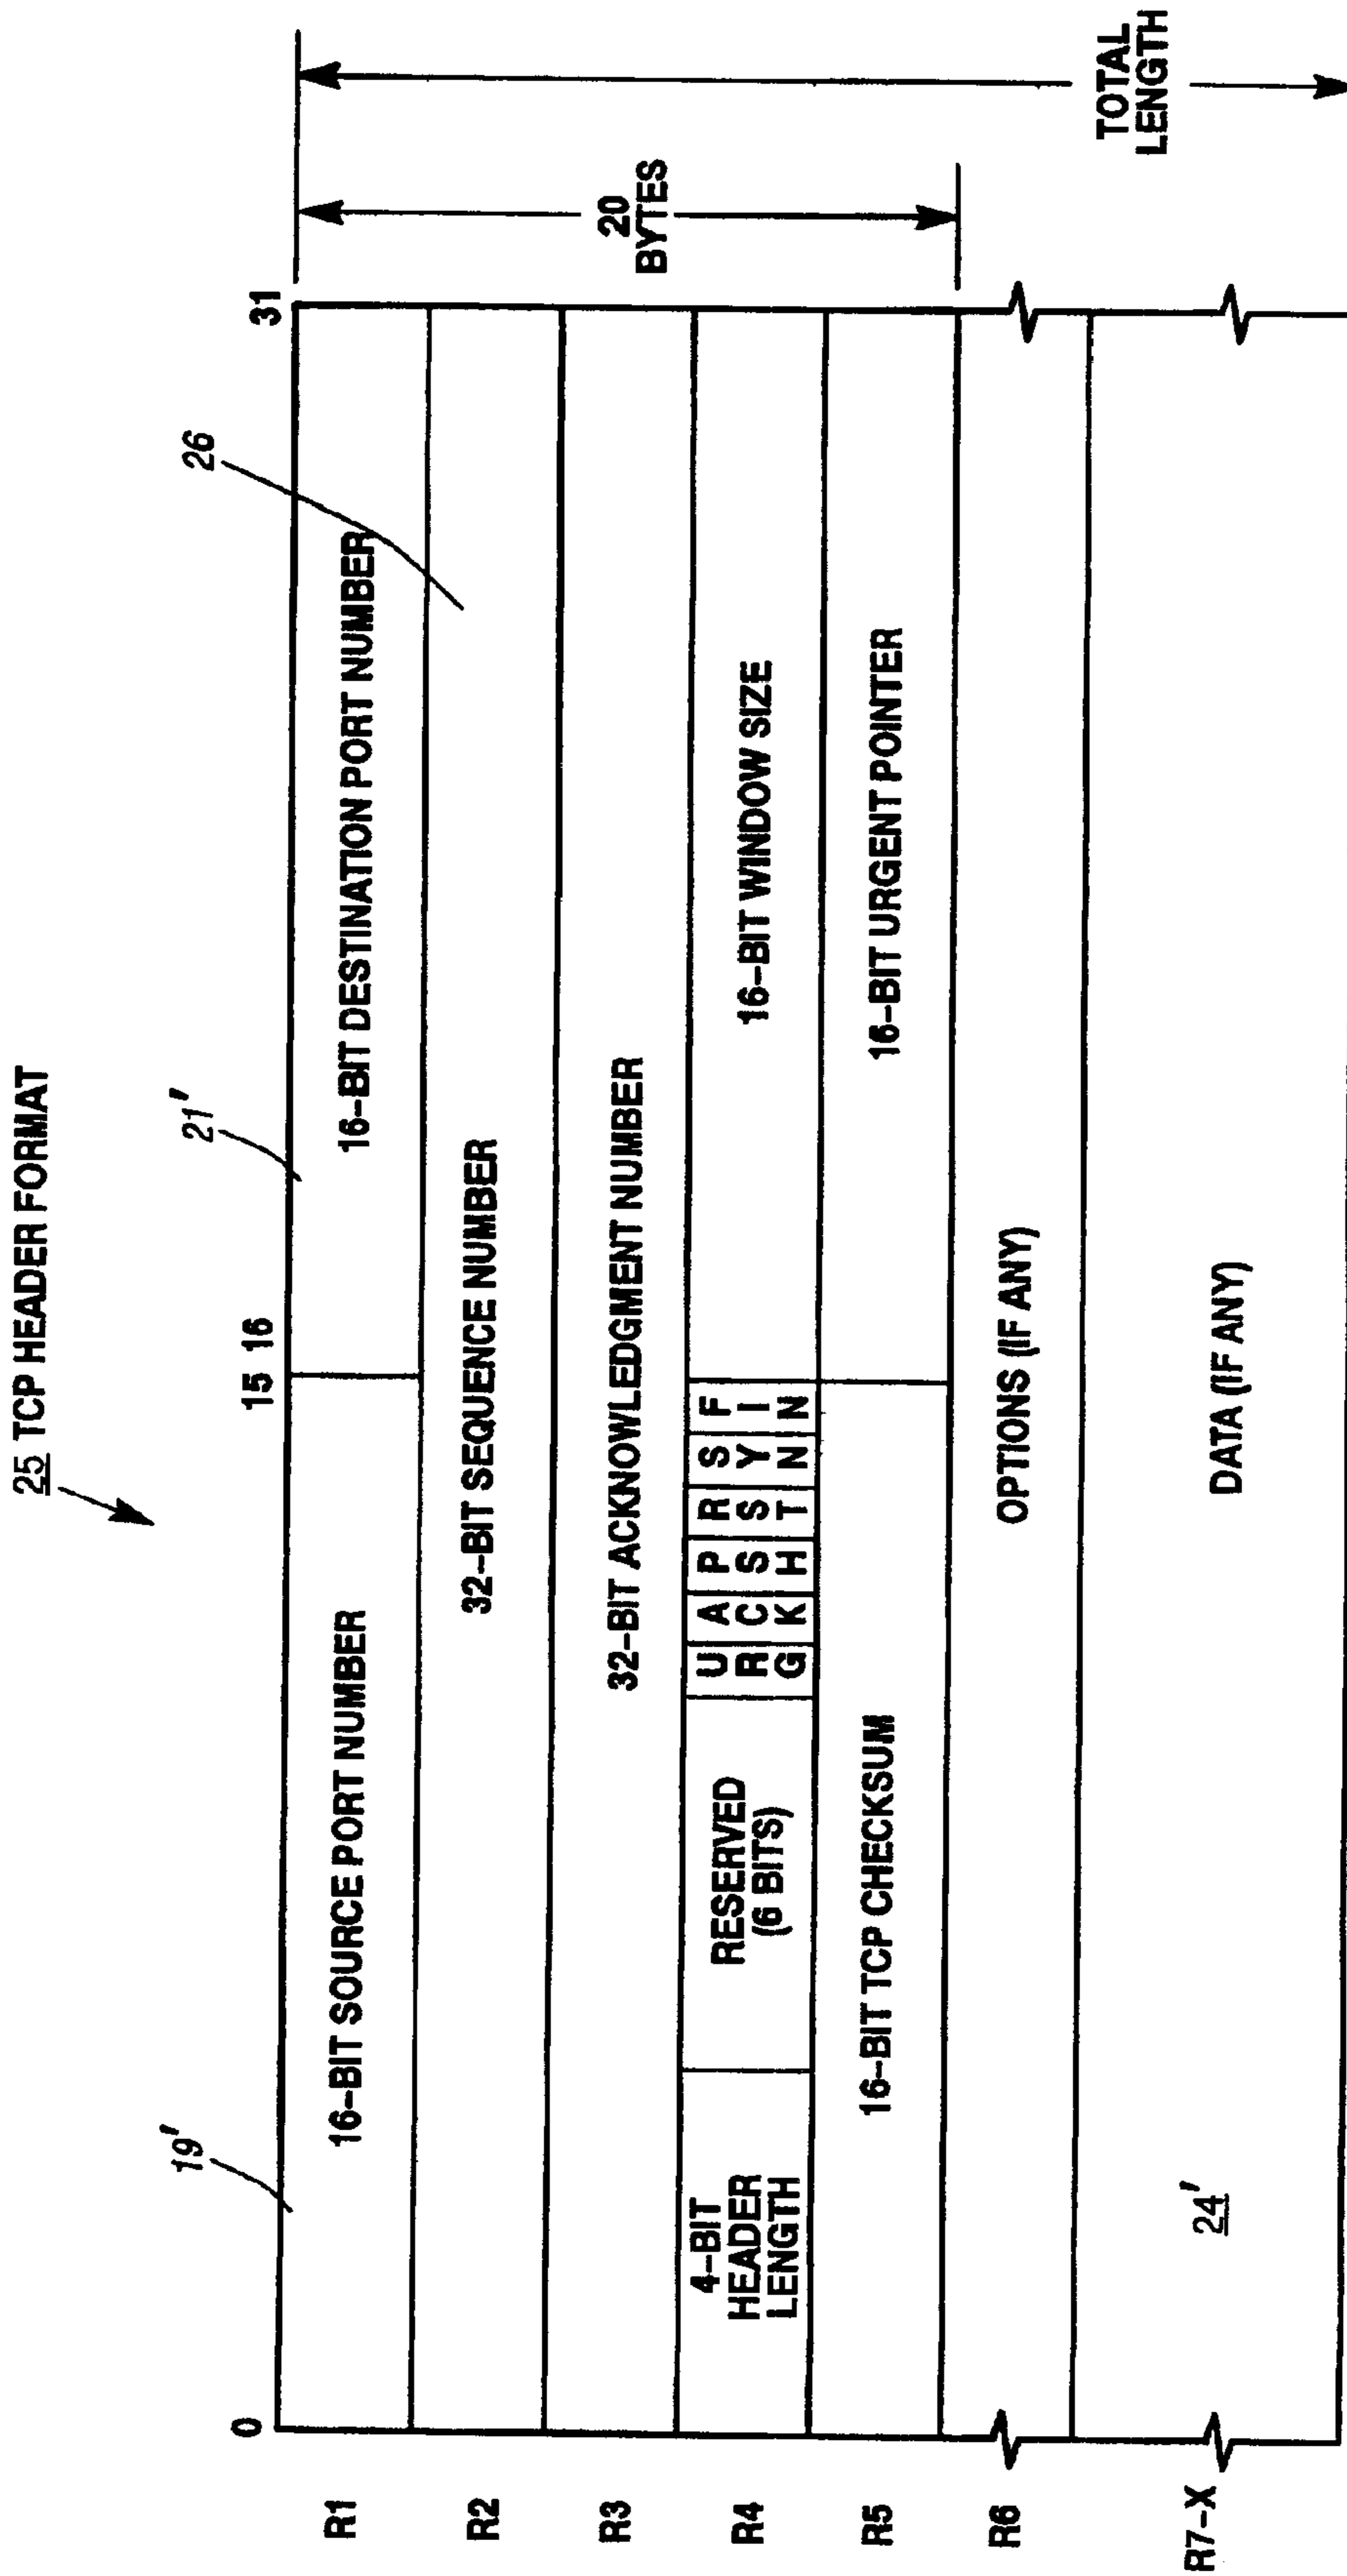 25 TCP HEADER FORMAT
0
15 16
31
19'
21'
26
R1
16-BIT SOURCE PORT NUMBER
16-BIT DESTINATION PORT NUMBER
R2
32-BIT SEQUENCE NUMBER
R3
32-BIT ACKNOWLEDGMENT NUMBER
R4
4-BIT
HEADER
LENGTH
RESERVED
(6 BITS)
URG
ACK
PSH
RST
SYN
FIN
16-BIT WINDOW SIZE
R5
16-BIT TCP CHECKSUM
16-BIT URGENT POINTER
R6
OPTIONS (IF ANY)
R7-X
24'
DATA (IF ANY)
20
BYTES
TOTAL
LENGTH